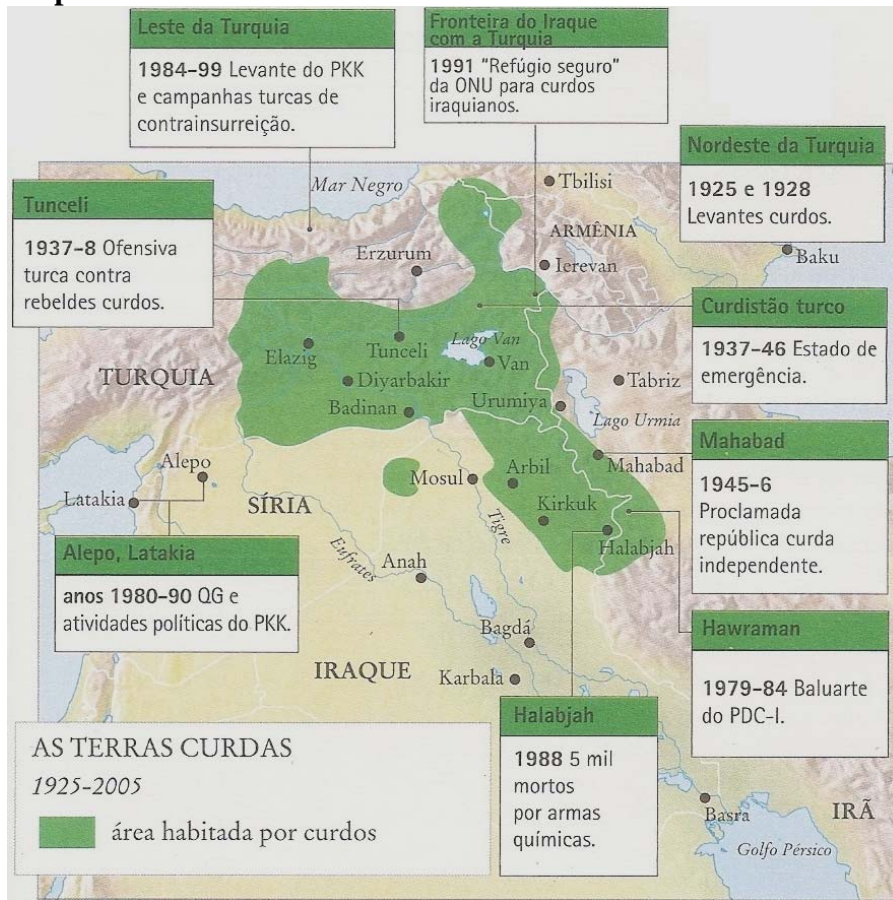 Leste da Turquia
1984-99 Levante do PKK
e campanhas turcas de
contrainsurreição.
Fronteira do Iraque
com a Turquia
1991 "Refúgio seguro"
da ONU para curdos
iraquianos.
Nordeste da Turquia
1925 e 1928
Levantes curdos.
Tunceli
1937-8 Ofensiva
turca contra
rebeldes curdos.
Curdistão turco
1937-46 Estado de
emergência.
Mahabad
1945-6
Proclamada
república curda
independente.
Hawraman
1979-84 Baluarte
do PDC-I.
Halabjah
1988 5 mil
mortos
por armas
químicas.
Alepo, Latakia
anos 1980-90 QG e
atividades políticas do PKK.
Mar Negro
Tbilisi
ARMÊNIA
Erzurum
Ierevan
Baku
Lago Van
Elazig
Tunceli
Van
Tabriz
TURQUIA
Diyarbakir
Badinan
Urumiya
Lago Urmia
Alepo
Mosul
Arbil
Mahabad
Latakia
SÍRIA
Kirkuk
Halabjah
Tigre
Eufrates
Anah
Bagdá
IRAQUE
Karbala
Basra
IRÃ
Golfo Pérsico
AS TERRAS CURDAS
1925-2005
área habitada por curdos